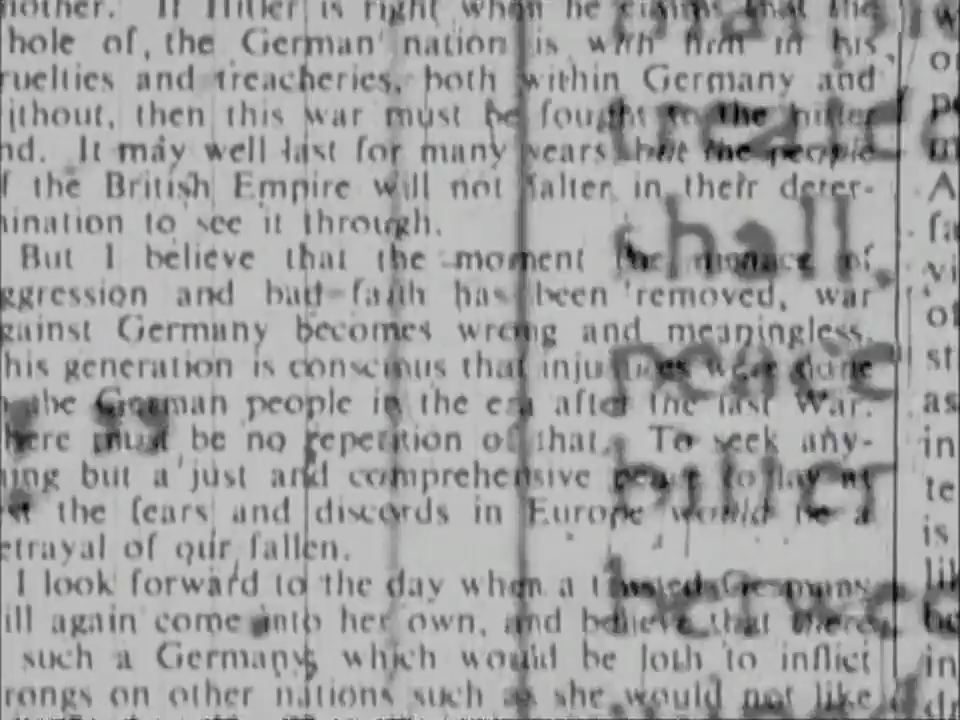 nother. If Hitler is right when he claims that the
hole of, the German nation is with him in his
ruelties and treacheries, both within Germany and
ithout, then this war must be fought to the bitter
nd. It may well last for many years but the people
f the British Empire will not falter in their deter-
mination to see it through.
But I believe that the moment the menace of
ggression and bad faith has been removed, war
gainst Germany becomes wrong and meaningless.
his generation is conscious that injustices were done
the German people in the era after the last War.
here must be no repetition of that. To seek any-
ing but a just and comprehensive peace to lay at
st the fears and discords in Europe would be a
etrayal of our fallen.
I look forward to the day when a trusted Germany
ill again come into her own, and believe that there
such a Germany, which would be loth to inflict
rongs on other nations such as she would not like
shall
peace
bitter